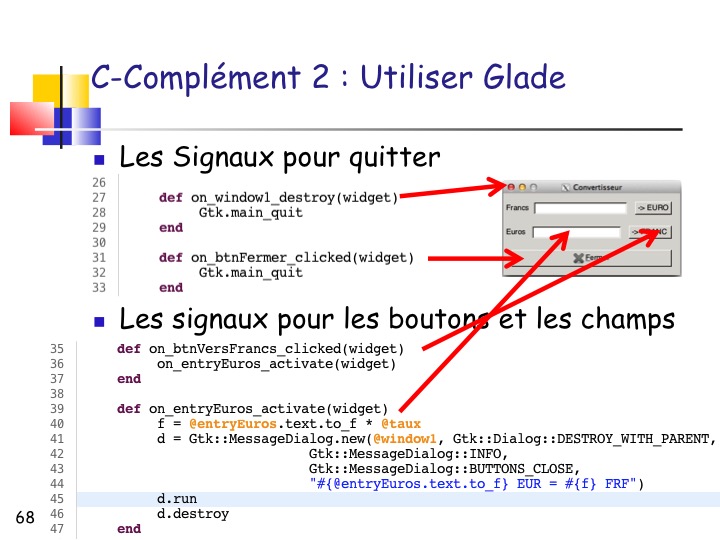 C-Complément 2 : Utiliser Glade
Les Signaux pour quitter
26
27 def on_window1_destroy(widget)
28 Gtk.main_quit
29 end
30
31 def on_btnFermer_clicked(widget)
32 Gtk.main_quit
33 end
Convertisseur
Francs -> EURO
Euros
Les signaux pour les boutons et les champs
35 def on_btnVersFrancs_clicked(widget)
36 on_entryEuros_activate(widget)
37 end
38
39 def on_entryEuros_activate(widget)
40 f = @entryEuros.text.to_f * @taux
41 d = Gtk::MessageDialog.new(@window1, Gtk::Dialog::DESTROY_WITH_PARENT,
42 Gtk::MessageDialog::INFO,
43 Gtk::MessageDialog::BUTTONS_CLOSE,
44 "#{@entryEuros.text.to_f} EUR = #{f} FRF")
45 d.run
46 d.destroy
47 end
68